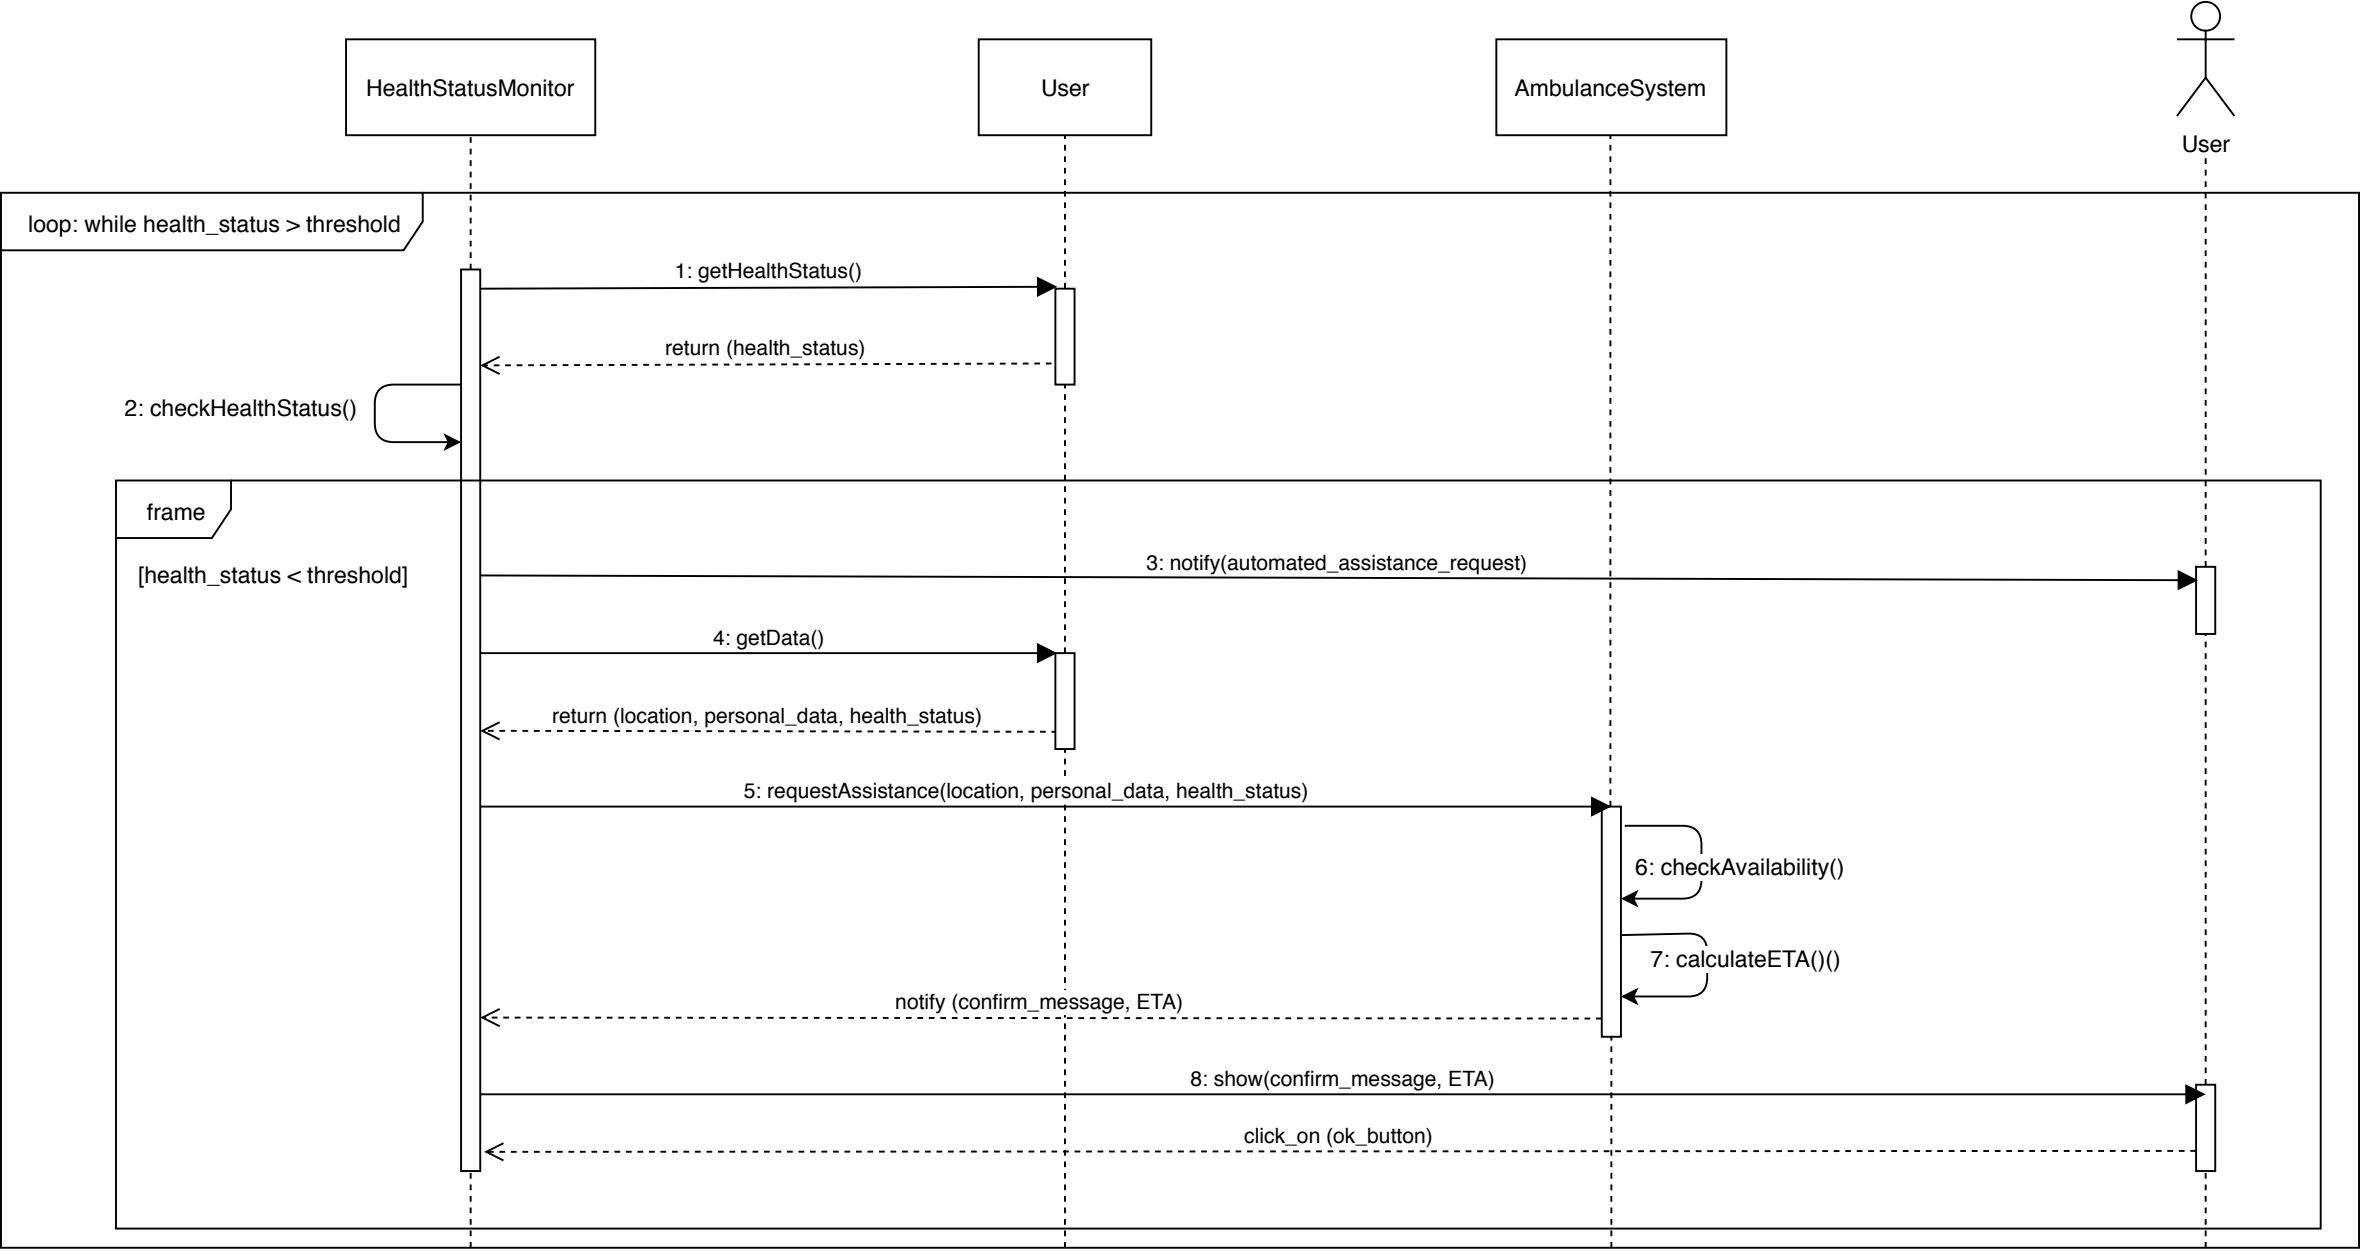 HealthStatusMonitor
User
AmbulanceSystem
User
loop: while health_status > threshold
1: getHealthStatus()
return (health_status)
2: checkHealthStatus()
frame
[health_status < threshold]
3: notify(automated_assistance_request)
4: getData()
return (location, personal_data, health_status)
5: requestAssistance(location, personal_data, health_status)
6: checkAvailability()
7: calculateETA()()
notify (confirm_message, ETA)
8: show(confirm_message, ETA)
click_on (ok_button)